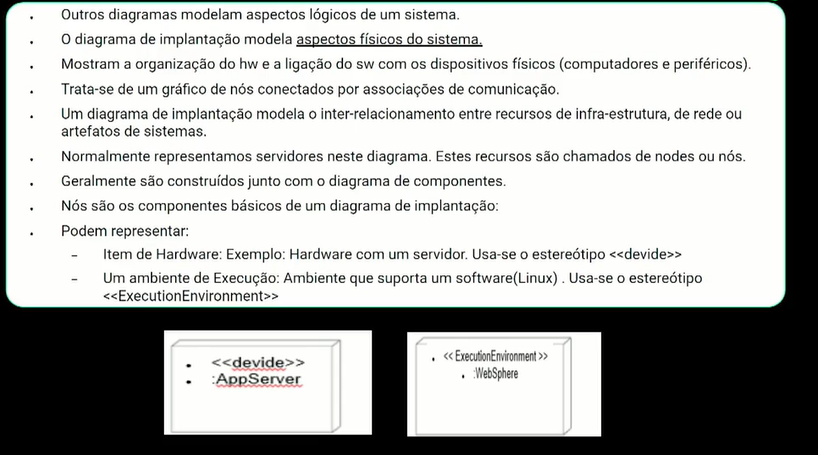 • Outros diagramas modelam aspectos lógicos de um sistema.
• O diagrama de implantação modela aspectos físicos do sistema.
• Mostram a organização do hw e a ligação do sw com os dispositivos físicos (computadores e periféricos).
• Trata-se de um gráfico de nós conectados por associações de comunicação.
• Um diagrama de implantação modela o inter-relacionamento entre recursos de infra-estrutura, de rede ou
artefatos de sistemas.
• Normalmente representamos servidores neste diagrama. Estes recursos são chamados de nodes ou nós.
• Geralmente são construídos junto com o diagrama de componentes.
• Nós são os componentes básicos de um diagrama de implantação:
• Podem representar:
– Item de Hardware: Exemplo: Hardware com um servidor. Usa-se o estereótipo <<devide>>
– Um ambiente de Execução: Ambiente que suporta um software(Linux) . Usa-se o estereótipo
<<ExecutionEnvironment>>
• <<devide>>
• :AppServer
• << ExecutionEnvironment >>
• :WebSphere